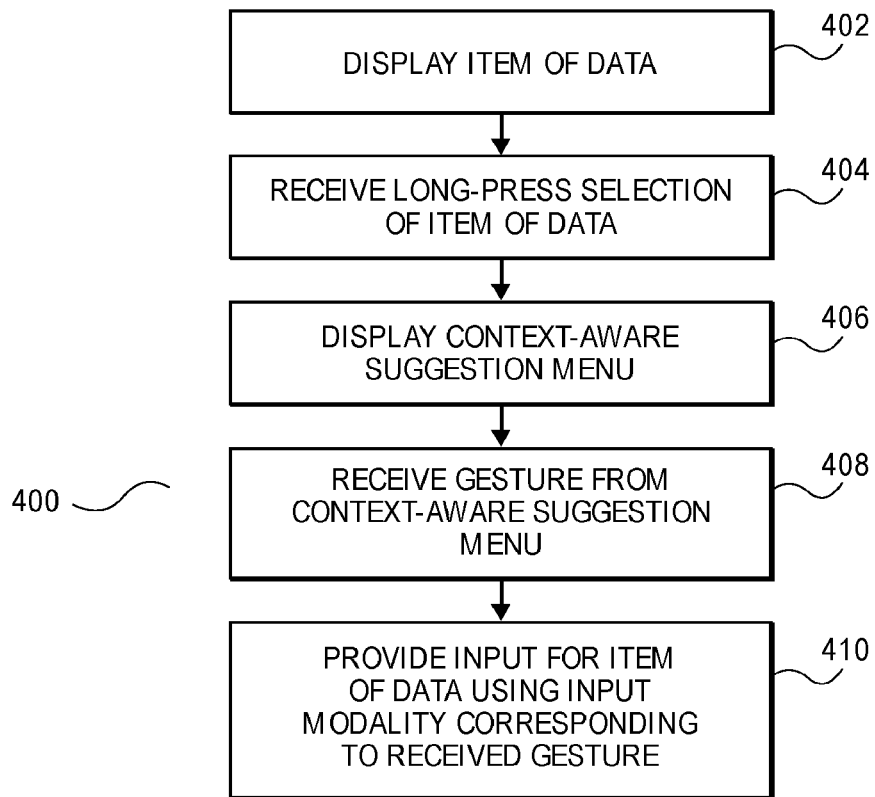 402
DISPLAY ITEM OF DATA
404
RECEIVE LONG-PRESS SELECTION
OF ITEM OF DATA
406
DISPLAY CONTEXT-AWARE
SUGGESTION MENU
408
RECEIVE GESTURE FROM
CONTEXT-AWARE SUGGESTION
MENU
400
410
PROVIDE INPUT FOR ITEM
OF DATA USING INPUT
MODALITY CORRESPONDING
TO RECEIVED GESTURE